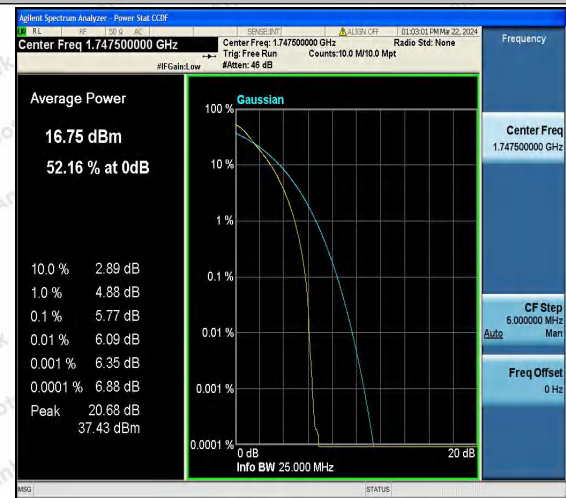 Agilent Spectrum Analyzer - Power Stat CCDF
RL RF 50 Ω AC SENSE:INT ALIGN OFF 01:03:01 PM Mar 22, 2024
Center Freq 1.747500000 GHz
Center Freq: 1.747500000 GHz Radio Std: None
Trig: Free Run Counts:10.0 M/10.0 Mpt
#IFGain:Low #Atten: 46 dB
Frequency
Average Power
16.75 dBm
52.16 % at 0dB
10.0 % 2.89 dB
1.0 % 4.88 dB
0.1 % 5.77 dB
0.01 % 6.09 dB
0.001 % 6.35 dB
0.0001 % 6.88 dB
Peak 20.68 dB
37.43 dBm
Gaussian
100 %
10 %
1 %
0.1 %
0.01 %
0.001 %
0.0001 %
0 dB 20 dB
Info BW 25.000 MHz
Center Freq
1.747500000 GHz
CF Step
5.000000 MHz
Auto Man
Freq Offset
0 Hz
MSG STATUS